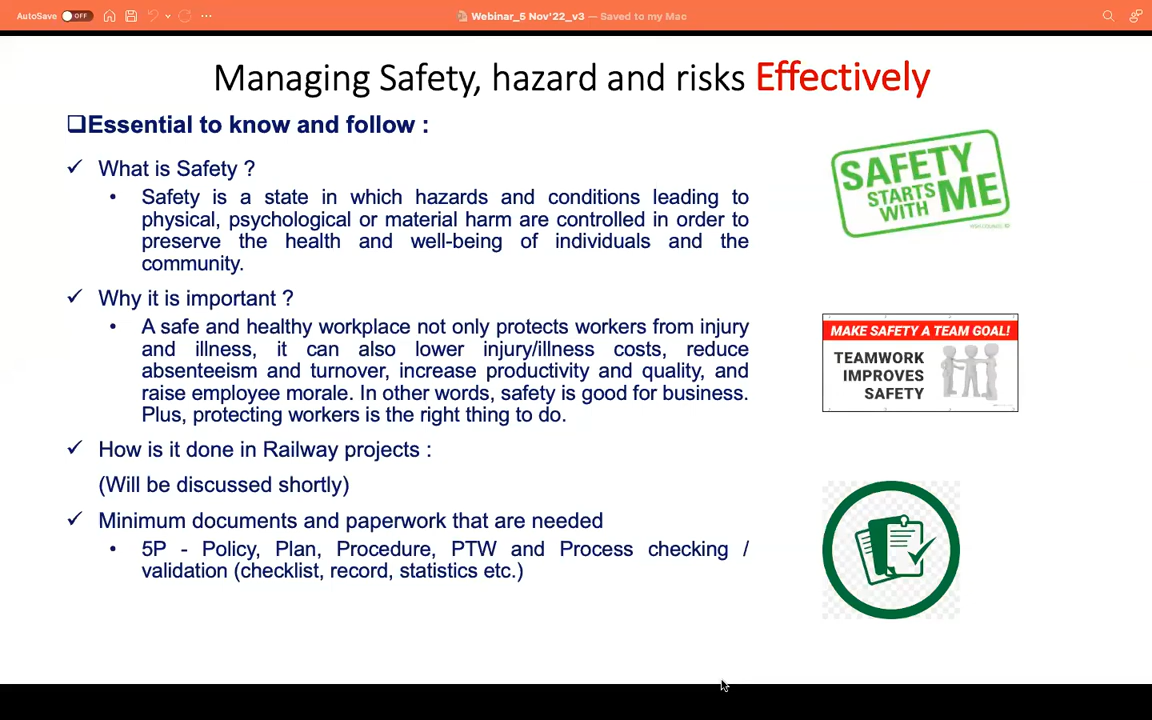 AutoSave OFF
Webinar_5 Nov'22_v3 — Saved to my Mac
Managing Safety, hazard and risks Effectively
❑Essential to know and follow :
✓ What is Safety ?
• Safety is a state in which hazards and conditions leading to
physical, psychological or material harm are controlled in order to
preserve the health and well-being of individuals and the
community.
✓ Why it is important ?
• A safe and healthy workplace not only protects workers from injury
and illness, it can also lower injury/illness costs, reduce
absenteeism and turnover, increase productivity and quality, and
raise employee morale. In other words, safety is good for business.
Plus, protecting workers is the right thing to do.
✓ How is it done in Railway projects :
(Will be discussed shortly)
✓ Minimum documents and paperwork that are needed
• 5P - Policy, Plan, Procedure, PTW and Process checking /
validation (checklist, record, statistics etc.)
SAFETY
STARTS
WITH ME
MAKE SAFETY A TEAM GOAL!
TEAMWORK
IMPROVES
SAFETY